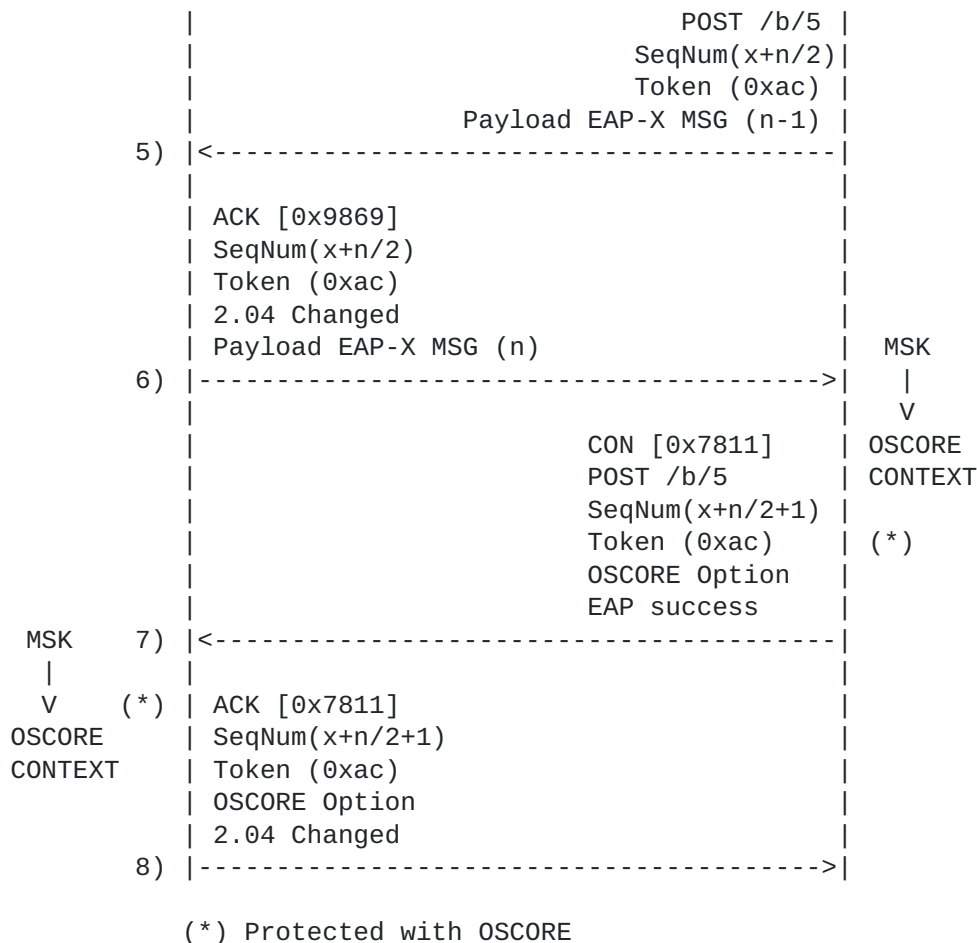 |                               POST /b/5 |
|                            SeqNum(x+n/2)|
|                            Token (0xac) |
|                 Payload EAP-X MSG (n-1) |
5) |<----------------------------------------|
|                                         |
| ACK [0x9869]                            |
| SeqNum(x+n/2)                           |
| Token (0xac)                            |
| 2.04 Changed                            |
| Payload EAP-X MSG (n)                   |  MSK
6) |---------------------------------------->|   |
|                                         |   V
|                         CON [0x7811]    | OSCORE
|                         POST /b/5       | CONTEXT
|                         SeqNum(x+n/2+1) |
|                         Token (0xac)    | (*)
|                         OSCORE Option   |
|                         EAP success     |
MSK    7) |<----------------------------------------|
|        |                                         |
V    (*) | ACK [0x7811]                            |
OSCORE     | SeqNum(x+n/2+1)                         |
CONTEXT    | Token (0xac)                            |
| OSCORE Option                           |
| 2.04 Changed                            |
8) |---------------------------------------->|
(*) Protected with OSCORE